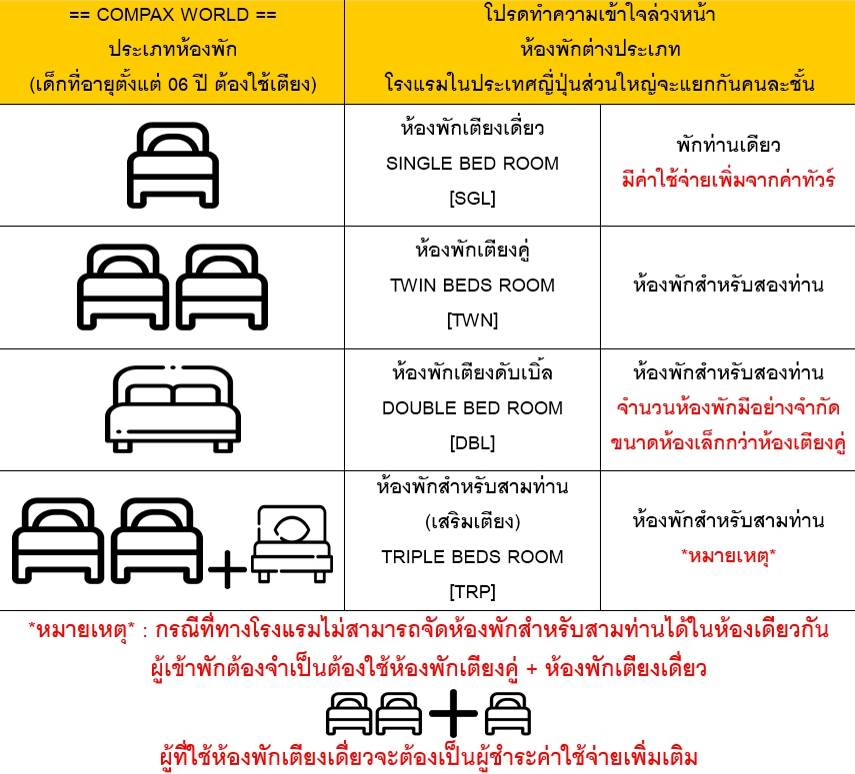 == COMPAX WORLD ==
ประเภทห้องพัก
(เด็กที่อายุตั้งแต่ 06 ปี ต้องใช้เตียง)
โปรดทำความเข้าใจล่วงหน้า
ห้องพักต่างประเภท
โรงแรมในประเทศญี่ปุ่นส่วนใหญ่จะแยกกันคนละชั้น
ห้องพักเตียงเดี่ยว
SINGLE BED ROOM
[SGL]
พักท่านเดียว
มีค่าใช้จ่ายเพิ่มจากค่าทัวร์
ห้องพักเตียงคู่
TWIN BEDS ROOM
[TWN]
ห้องพักสำหรับสองท่าน
ห้องพักเตียงดับเบิ้ล
DOUBLE BED ROOM
[DBL]
ห้องพักสำหรับสองท่าน
จำนวนห้องพักมีอย่างจำกัด
ขนาดห้องเล็กกว่าห้องเตียงคู่
ห้องพักสำหรับสามท่าน
(เสริมเตียง)
TRIPLE BEDS ROOM
[TRP]
ห้องพักสำหรับสามท่าน
*หมายเหตุ*
*หมายเหตุ* : กรณีที่ทางโรงแรมไม่สามารถจัดห้องพักสำหรับสามท่านได้ในห้องเดียวกัน
ผู้เข้าพักต้องจำเป็นต้องใช้ห้องพักเตียงคู่ + ห้องพักเตียงเดี่ยว
ผู้ที่ใช้ห้องพักเตียงเดี่ยวจะต้องเป็นผู้ชำระค่าใช้จ่ายเพิ่มเติม